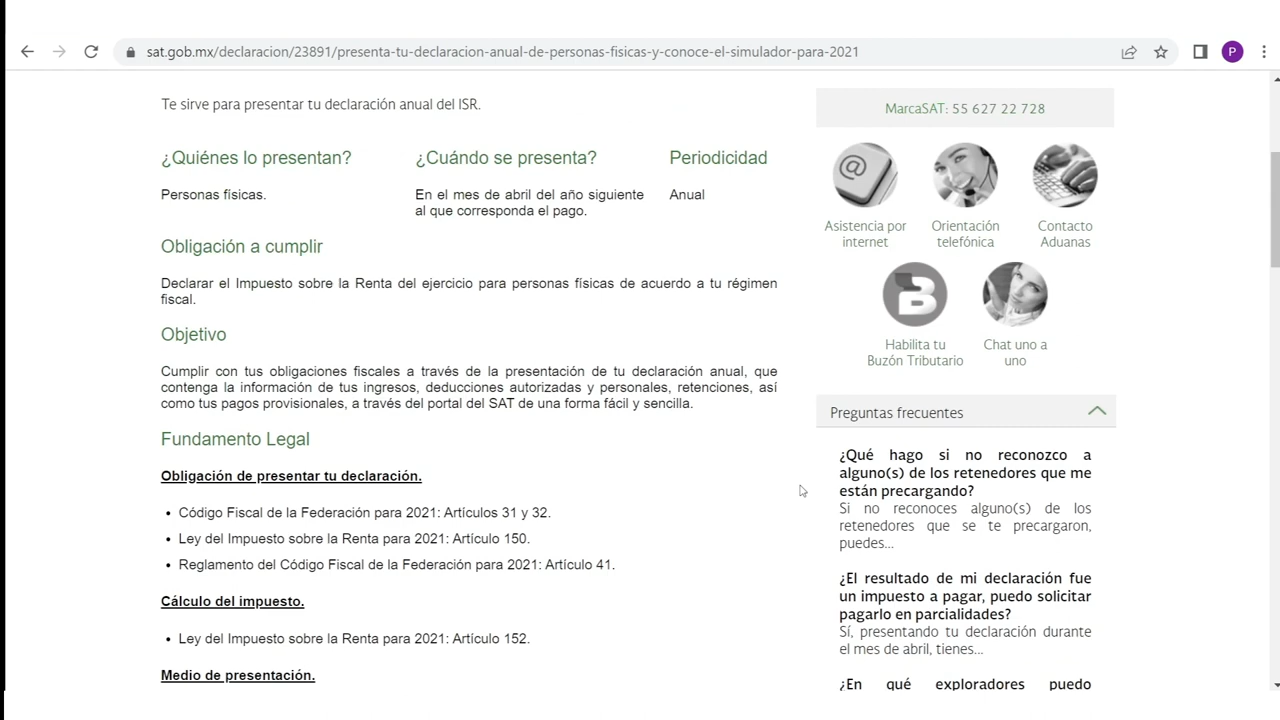 sat.gob.mx/declaracion/23891/presenta-tu-declaracion-anual-de-personas-fisicas-y-conoce-el-simulador-para-2021
P
Te sirve para presentar tu declaración anual del ISR.
¿Quiénes lo presentan?
Personas físicas.
¿Cuándo se presenta?
En el mes de abril del año siguiente
al que corresponda el pago.
Periodicidad
Anual
Obligación a cumplir
Declarar el Impuesto sobre la Renta del ejercicio para personas físicas de acuerdo a tu régimen
fiscal.
Objetivo
Cumplir con tus obligaciones fiscales a través de la presentación de tu declaración anual, que
contenga la información de tus ingresos, deducciones autorizadas y personales, retenciones, así
como tus pagos provisionales, a través del portal del SAT de una forma fácil y sencilla.
Fundamento Legal
Obligación de presentar tu declaración.
• Código Fiscal de la Federación para 2021: Artículos 31 y 32.
• Ley del Impuesto sobre la Renta para 2021: Artículo 150.
• Reglamento del Código Fiscal de la Federación para 2021: Artículo 41.
Cálculo del impuesto.
• Ley del Impuesto sobre la Renta para 2021: Artículo 152.
Medio de presentación.
MarcaSAT: 55 627 22 728
@
Asistencia por
internet
Orientación
telefónica
Contacto
Aduanas
B
Habilita tu
Buzón Tributario
Chat uno a
uno
Preguntas frecuentes
¿Qué hago si no reconozco a
alguno(s) de los retenedores que me
están precargando?
Si no reconoces alguno(s) de los
retenedores que se te precargaron,
puedes...
¿El resultado de mi declaración fue
un impuesto a pagar, puedo solicitar
pagarlo en parcialidades?
Sí, presentando tu declaración durante
el mes de abril, tienes...
¿En qué exploradores puedo